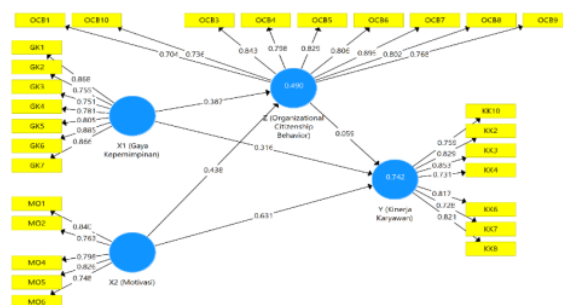 OCB1
OCB10
OCB3
OCB4
OCB5
OCB6
OCB7
OCB8
OCB9
0.704
0.736
0.843
0.798
0.829
0.806
0.895
0.802
0.768
GK1
GK2
GK3
GK4
GK5
GK6
GK7
0.868
0.755
0.751
0.781
0.805
0.885
0.866
X1 (Gaya
Kepemimpinan)
0.387
0.490
Z (Organizational
Citizenship
Behavior)
0.059
0.316
0.438
0.631
0.742
Y (Kinerja
Karyawan)
KK10
KK2
KK3
KK4
KK6
KK7
KK8
0.759
0.829
0.853
0.731
0.817
0.728
0.821
MO1
MO2
MO4
MO5
MO6
0.840
0.763
0.798
0.826
0.748
X2 (Motivasi)